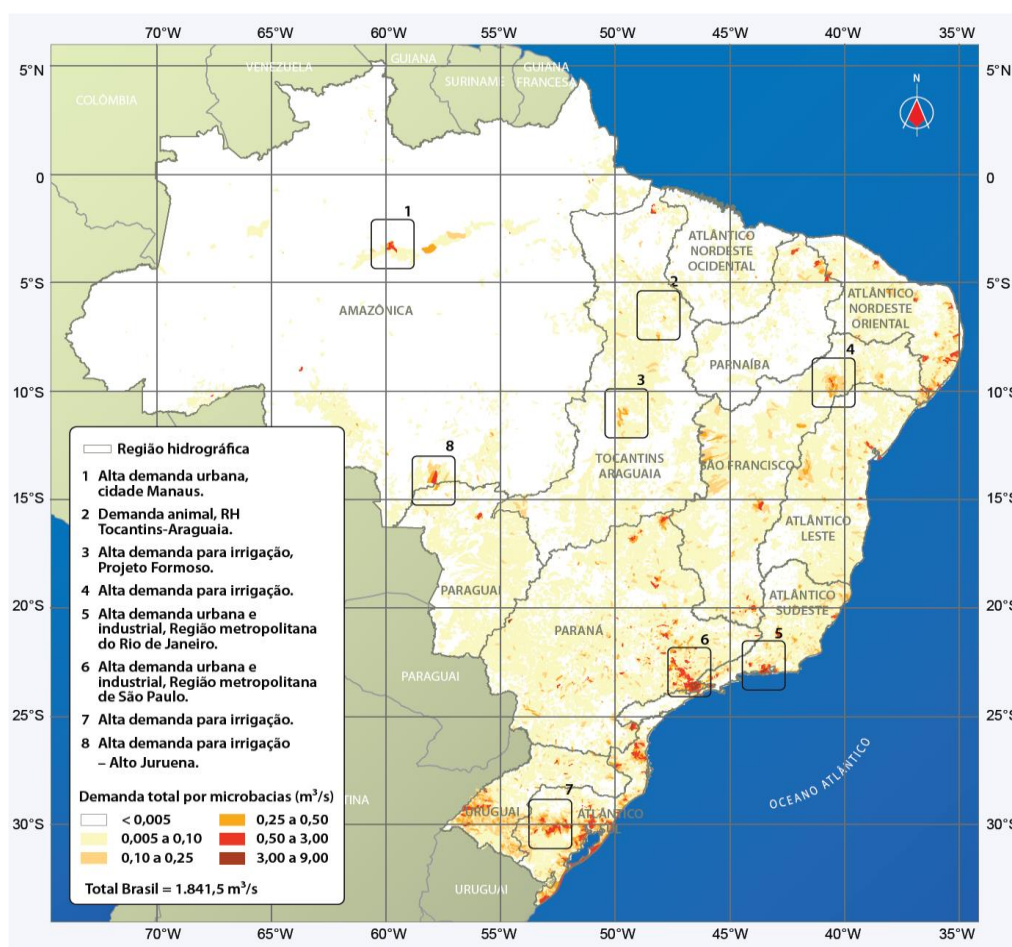 70°W 60°W 55°W 50°W 45°W 40°W 35°W
5°N 5°N
VENEZUELA
GUIANA
SURINAME
GUIANA
FRANCESA
COLÔMBIA
N
0 0
1
ATLÂNTICO
NORDESTE
OCIDENTAL
5°S 5°S
2
AMAZÔNICA
ATLÂNTICO
NORDESTE
ORIENTAL
4
PARNAÍBA
3
10°S 10°S
8
TOCANTINS
ARAGUAIA
SÃO FRANCISCO
15°S 15°S
ATLÂNTICO
LESTE
PARAGUAI
ATLÂNTICO
SUDESTE
20°S 20°S
PARANÁ
6
5
PARAGUAI
25°S 25°S
OCEANO ATLÂNTICO
7
URUGUAI
ATLÂNTICO
SUL
30°S 30°S
TINA
URUGUAI
Região hidrográfica
1 Alta demanda urbana,
cidade Manaus.
2 Demanda animal, RH
Tocantins-Araguaia.
3 Alta demanda para irrigação,
Projeto Formoso.
4 Alta demanda para irrigação.
5 Alta demanda urbana e
industrial, Região metropolitana
do Rio de Janeiro.
6 Alta demanda urbana e
industrial, Região metropolitana
de São Paulo.
7 Alta demanda para irrigação.
8 Alta demanda para irrigação
– Alto Juruena.
Demanda total por microbacias (m³/s)
< 0,005 0,25 a 0,50
0,005 a 0,10 0,50 a 3,00
0,10 a 0,25 3,00 a 9,00
Total Brasil = 1.841,5 m³/s
70°W 65°W 60°W 55°W 50°W 45°W 40°W 35°W